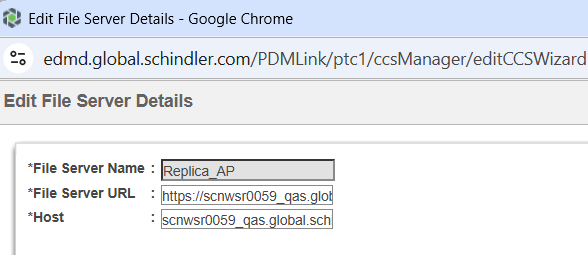 Edit File Server Details - Google Chrome
edmd.global.schindler.com/PDMLink/ptc1/ccsManager/editCCSWizard
Edit File Server Details
*File Server Name : Replica_AP
*File Server URL : https://scnwsr0059_qas.glob
*Host : scnwsr0059_qas.global.schi